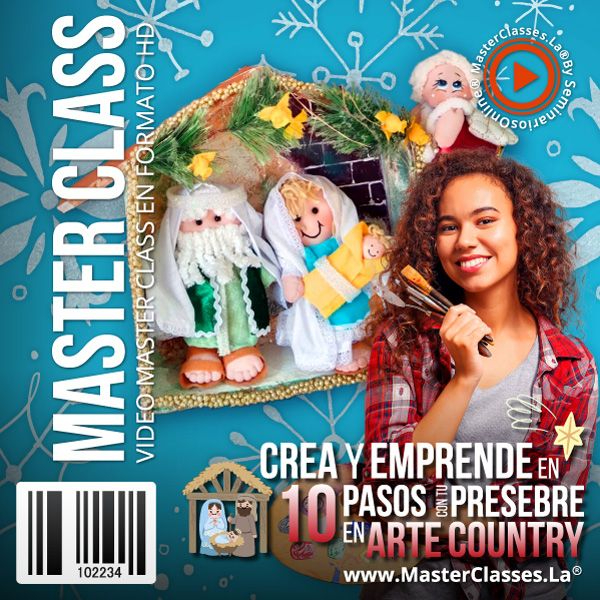 MASTER CLASS
VIDEO-MASTER CLASS EN FORMATO HD
MasterClasses.La® By SeminariosOnline®
CREA Y EMPRENDE EN
10 PASOS CON TU PRESEBRE
EN ARTE COUNTRY
102234
www.MasterClasses.La®